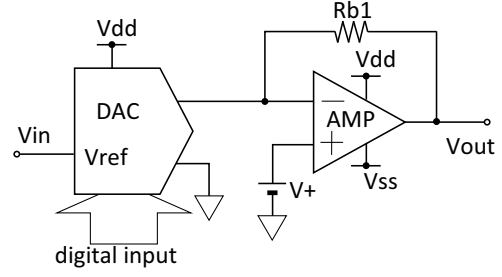 Rb1
Vdd
Vdd
DAC
AMP
Vin
Vref
Vout
V+
Vss
digital input